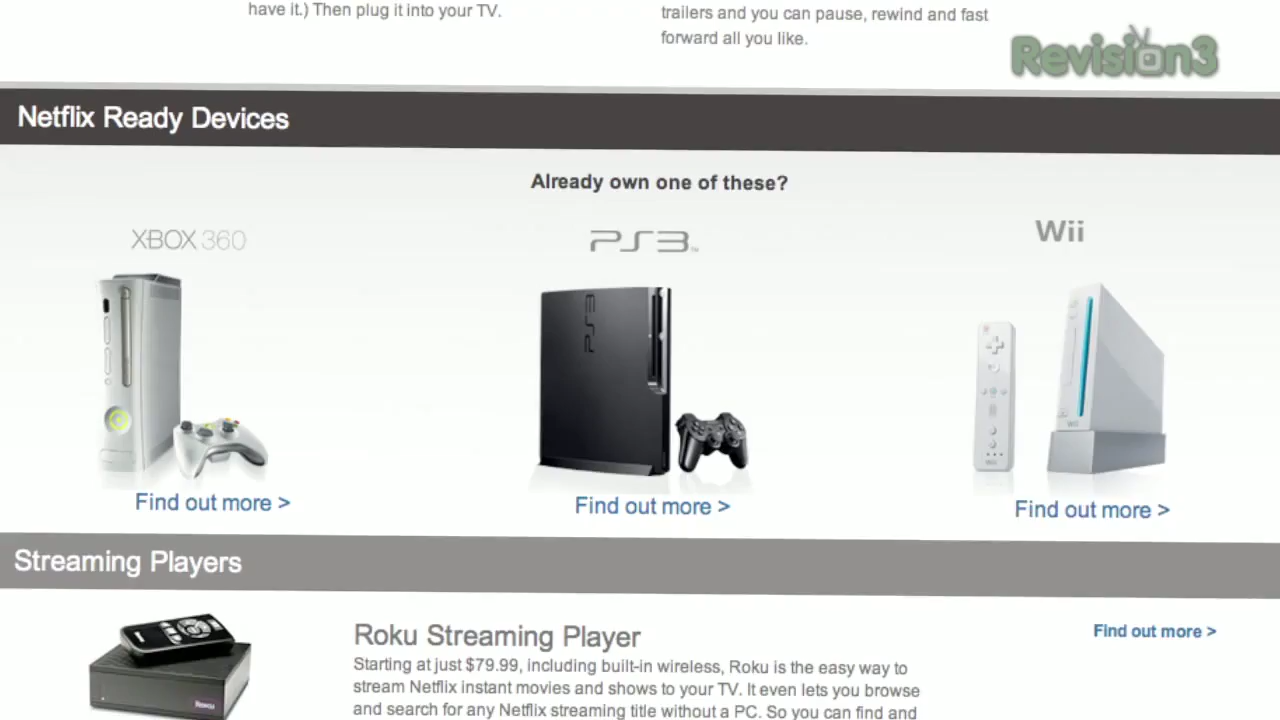 have it.) Then plug it into your TV.
trailers and you can pause, rewind and fast
forward all you like.
Revision3
Netflix Ready Devices
Already own one of these?
XBOX 360
PS3™
Wii
PS3
Wii
Wii
Find out more >
Find out more >
Find out more >
Streaming Players
Roku Streaming Player
Find out more >
Starting at just $79.99, including built-in wireless, Roku is the easy way to
stream Netflix instant movies and shows to your TV. It even lets you browse
and search for any Netflix streaming title without a PC. So you can find and
ROKU